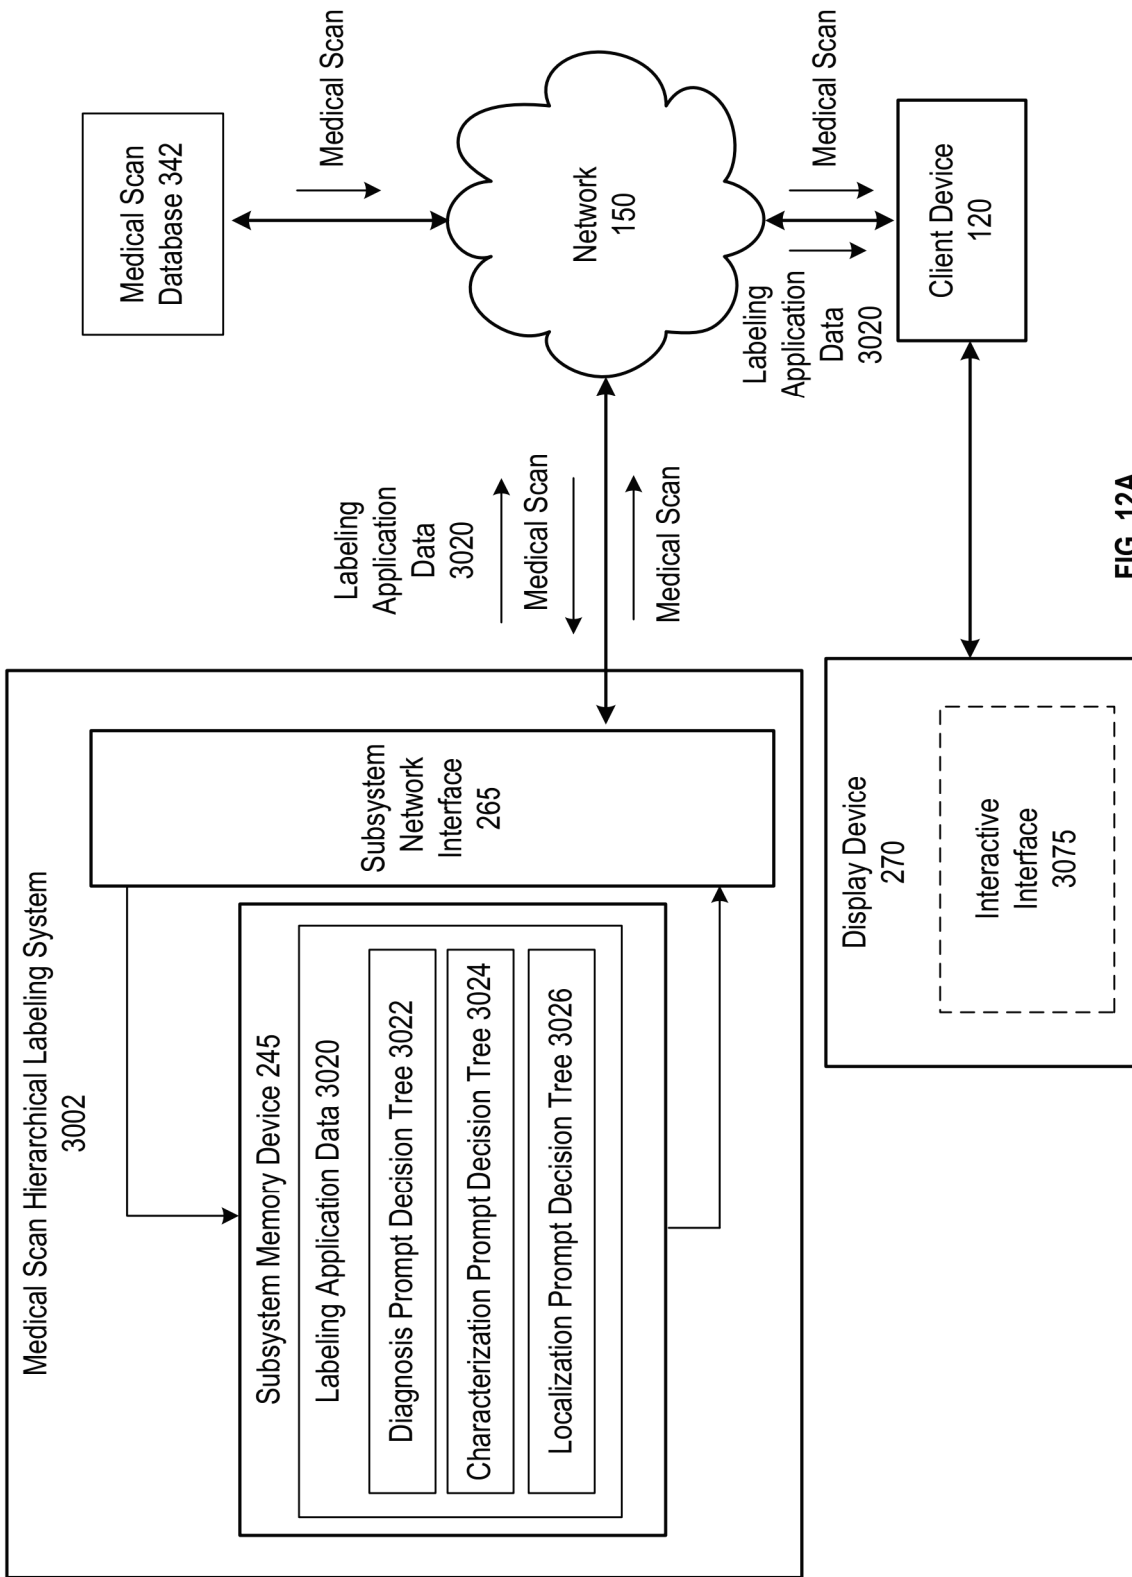 Medical Scan Hierarchical Labeling System
3002
Subsystem Memory Device 245
Labeling Application Data 3020
Diagnosis Prompt Decision Tree 3022
Characterization Prompt Decision Tree 3024
Localization Prompt Decision Tree 3026
Subsystem
Network
Interface
265
Labeling
Application
Data
3020
Medical Scan
Medical Scan
Medical Scan
Database 342
Medical Scan
Network
150
Labeling
Application
Data
3020
Medical Scan
Client Device
120
Display Device
270
Interactive
Interface
3075
FIG. 12A